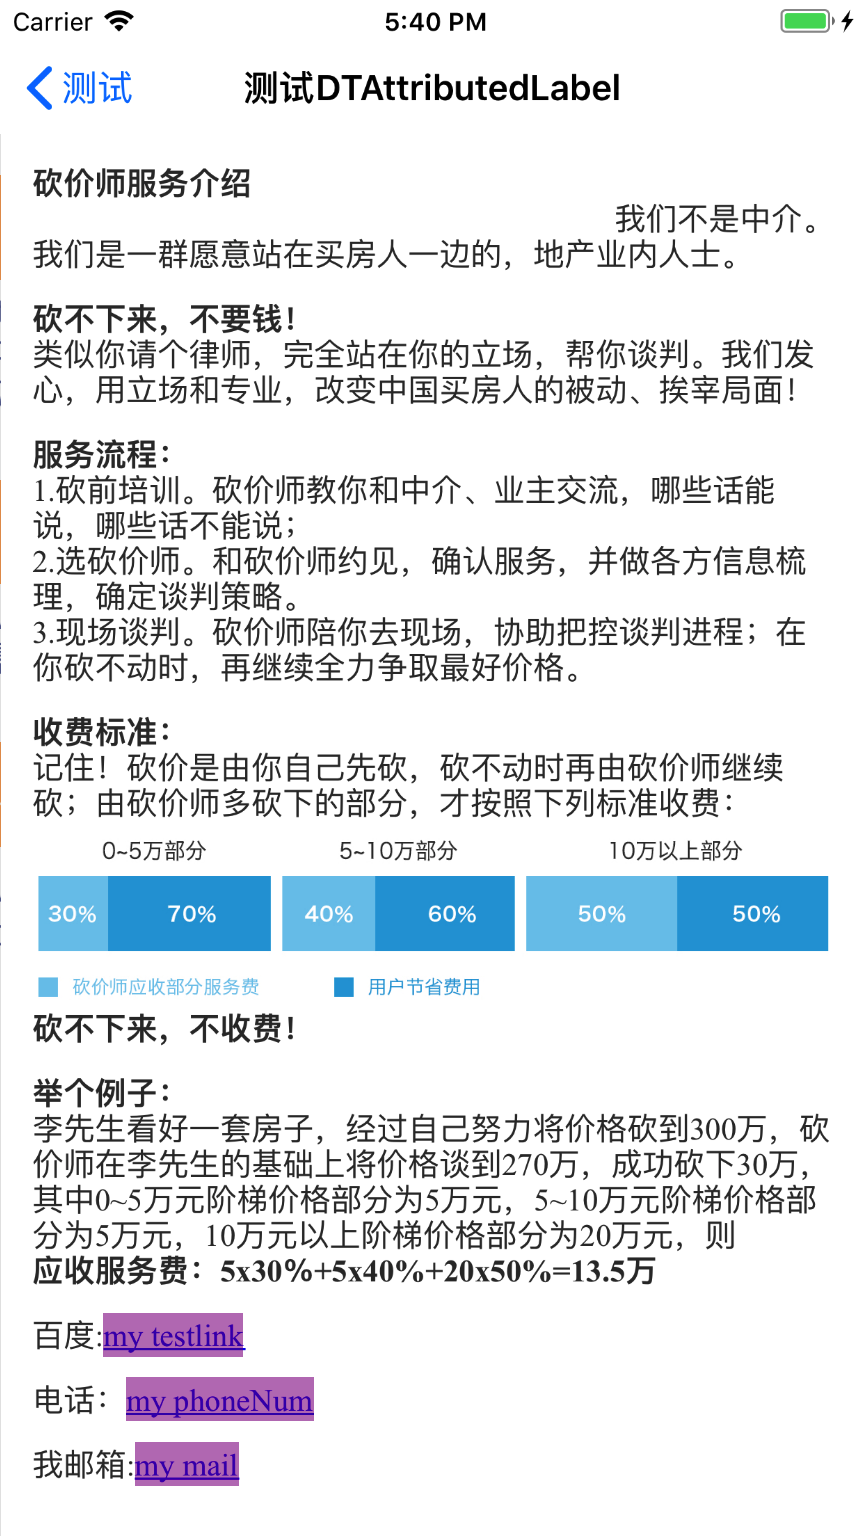 Carrier 5:40 PM
测试 测试DTAttributedLabel
砍价师服务介绍
我们不是中介。
我们是一群愿意站在买房人一边的，地产业内人士。
砍不下来，不要钱！
类似你请个律师，完全站在你的立场，帮你谈判。我们发
心，用立场和专业，改变中国买房人的被动、挨宰局面！
服务流程：
1.砍前培训。砍价师教你和中介、业主交流，哪些话能
说，哪些话不能说；
2.选砍价师。和砍价师约见，确认服务，并做各方信息梳
理，确定谈判策略。
3.现场谈判。砍价师陪你去现场，协助把控谈判进程；在
你砍不动时，再继续全力争取最好价格。
收费标准：
记住！砍价是由你自己先砍，砍不动时再由砍价师继续
砍；由砍价师多砍下的部分，才按照下列标准收费：
0~5万部分 5~10万部分 10万以上部分
30% 70% 40% 60% 50% 50%
砍价师应收部分服务费 用户节省费用
砍不下来，不收费！
举个例子：
李先生看好一套房子，经过自己努力将价格砍到300万，砍
价师在李先生的基础上将价格谈到270万，成功砍下30万，
其中0~5万元阶梯价格部分为5万元，5~10万元阶梯价格部
分为5万元，10万元以上阶梯价格部分为20万元，则
应收服务费：5x30%+5x40%+20x50%=13.5万
百度:my testlink
电话：my phoneNum
我邮箱:my mail